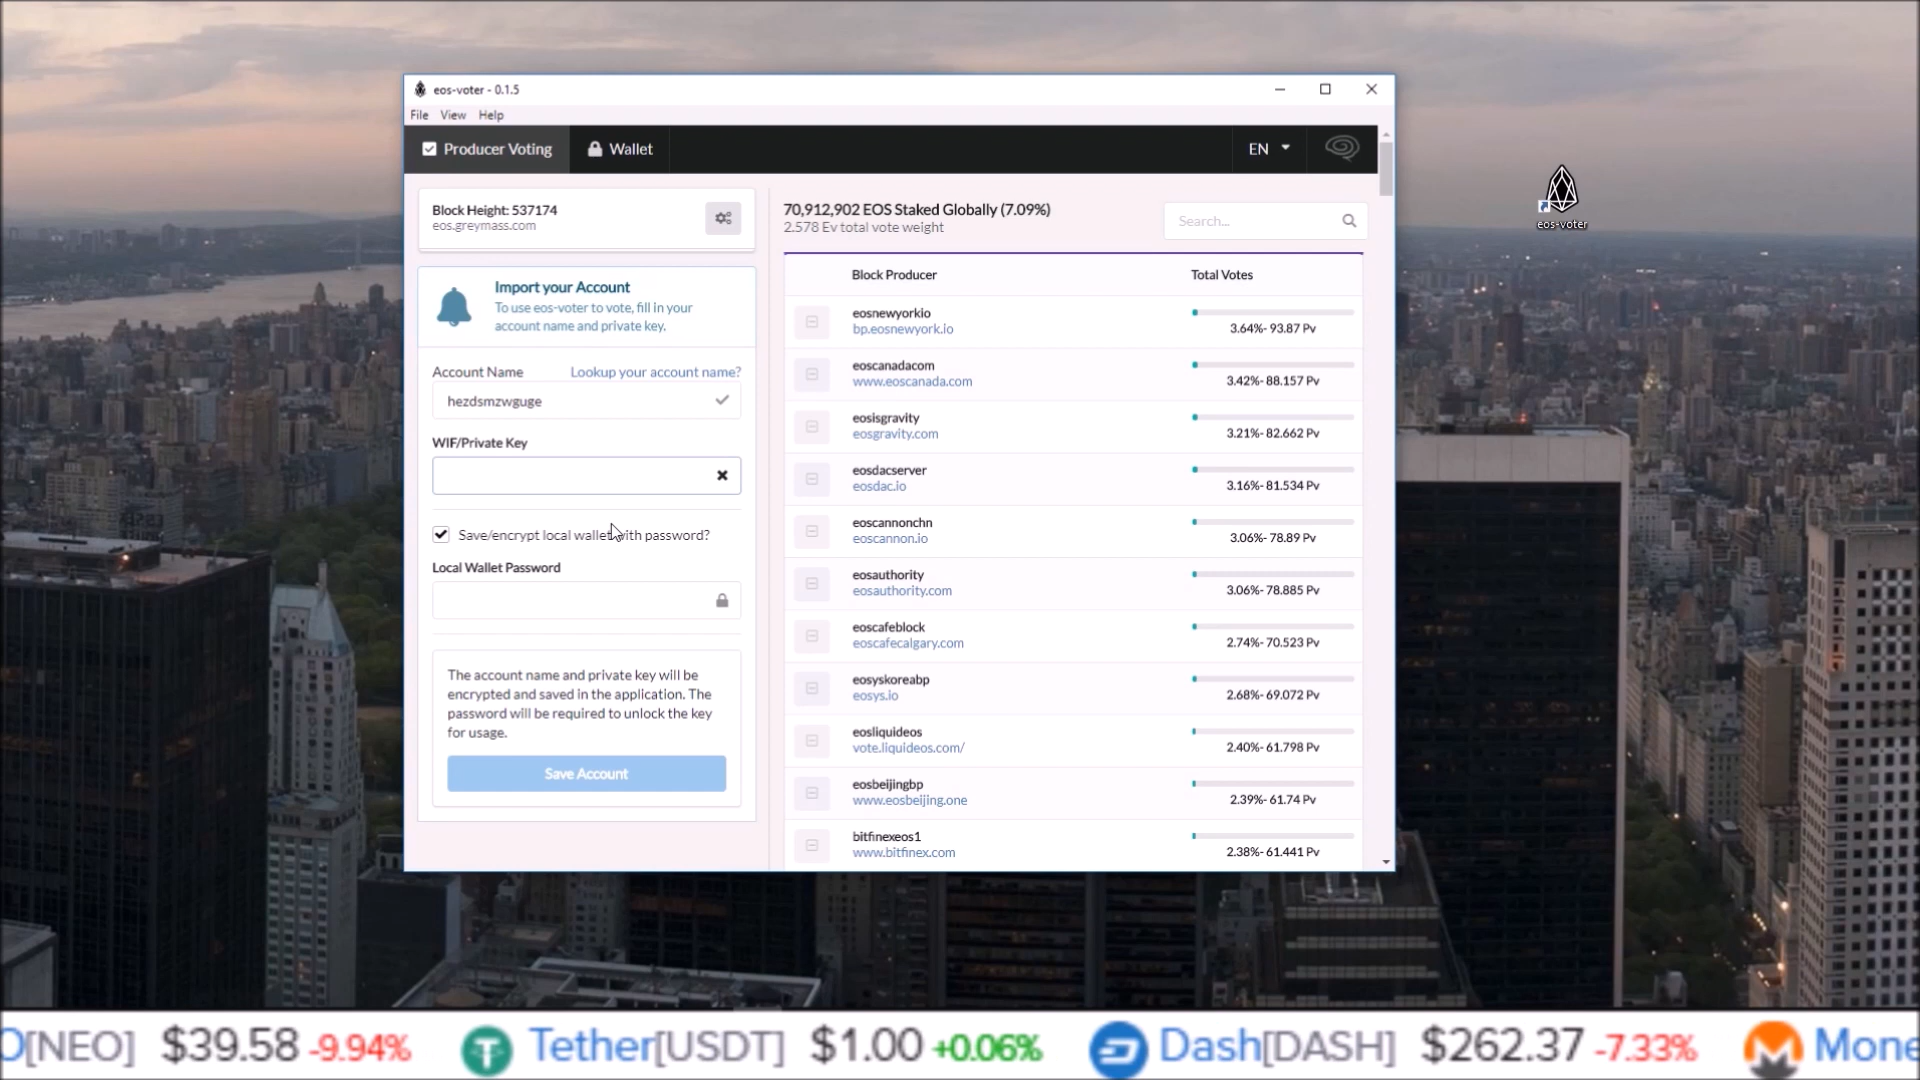 eos-voter - 0.1.5
File View Help
Producer Voting Wallet EN
Block Height: 537174
eos.greymass.com
Import your Account
To use eos-voter to vote, fill in your
account name and private key.
Account Name Lookup your account name?
hezdsmzwguge
WIF/Private Key
Save/encrypt local wallet with password?
Local Wallet Password
The account name and private key will be
encrypted and saved in the application. The
password will be required to unlock the key
for usage.
Save Account
70,912,902 EOS Staked Globally (7.09%)
2.578 Ev total vote weight
Search...
Block Producer Total Votes
eosnewyorkio
bp.eosnewyork.io
3.64%- 93.87 Pv
eoscanadacom
www.eoscanada.com
3.42%- 88.157 Pv
eosisgravity
eosgravity.com
3.21%- 82.662 Pv
eosdacserver
eosdac.io
3.16%- 81.534 Pv
eoscannonchn
eoscannon.io
3.06%- 78.89 Pv
eosauthority
eosauthority.com
3.06%- 78.885 Pv
eoscafeblock
eoscafecalgary.com
2.74%- 70.523 Pv
eosyskoreabp
eosys.io
2.68%- 69.072 Pv
eosliquideos
vote.liquideos.com/
2.40%- 61.798 Pv
eosbeijingbp
www.eosbeijing.one
2.39%- 61.74 Pv
bitfinexeos1
www.bitfinex.com
2.38%- 61.441 Pv
eos-voter
O[NEO] $39.58 -9.94% Tether[USDT] $1.00 +0.06% Dash[DASH] $262.37 -7.33% Mone